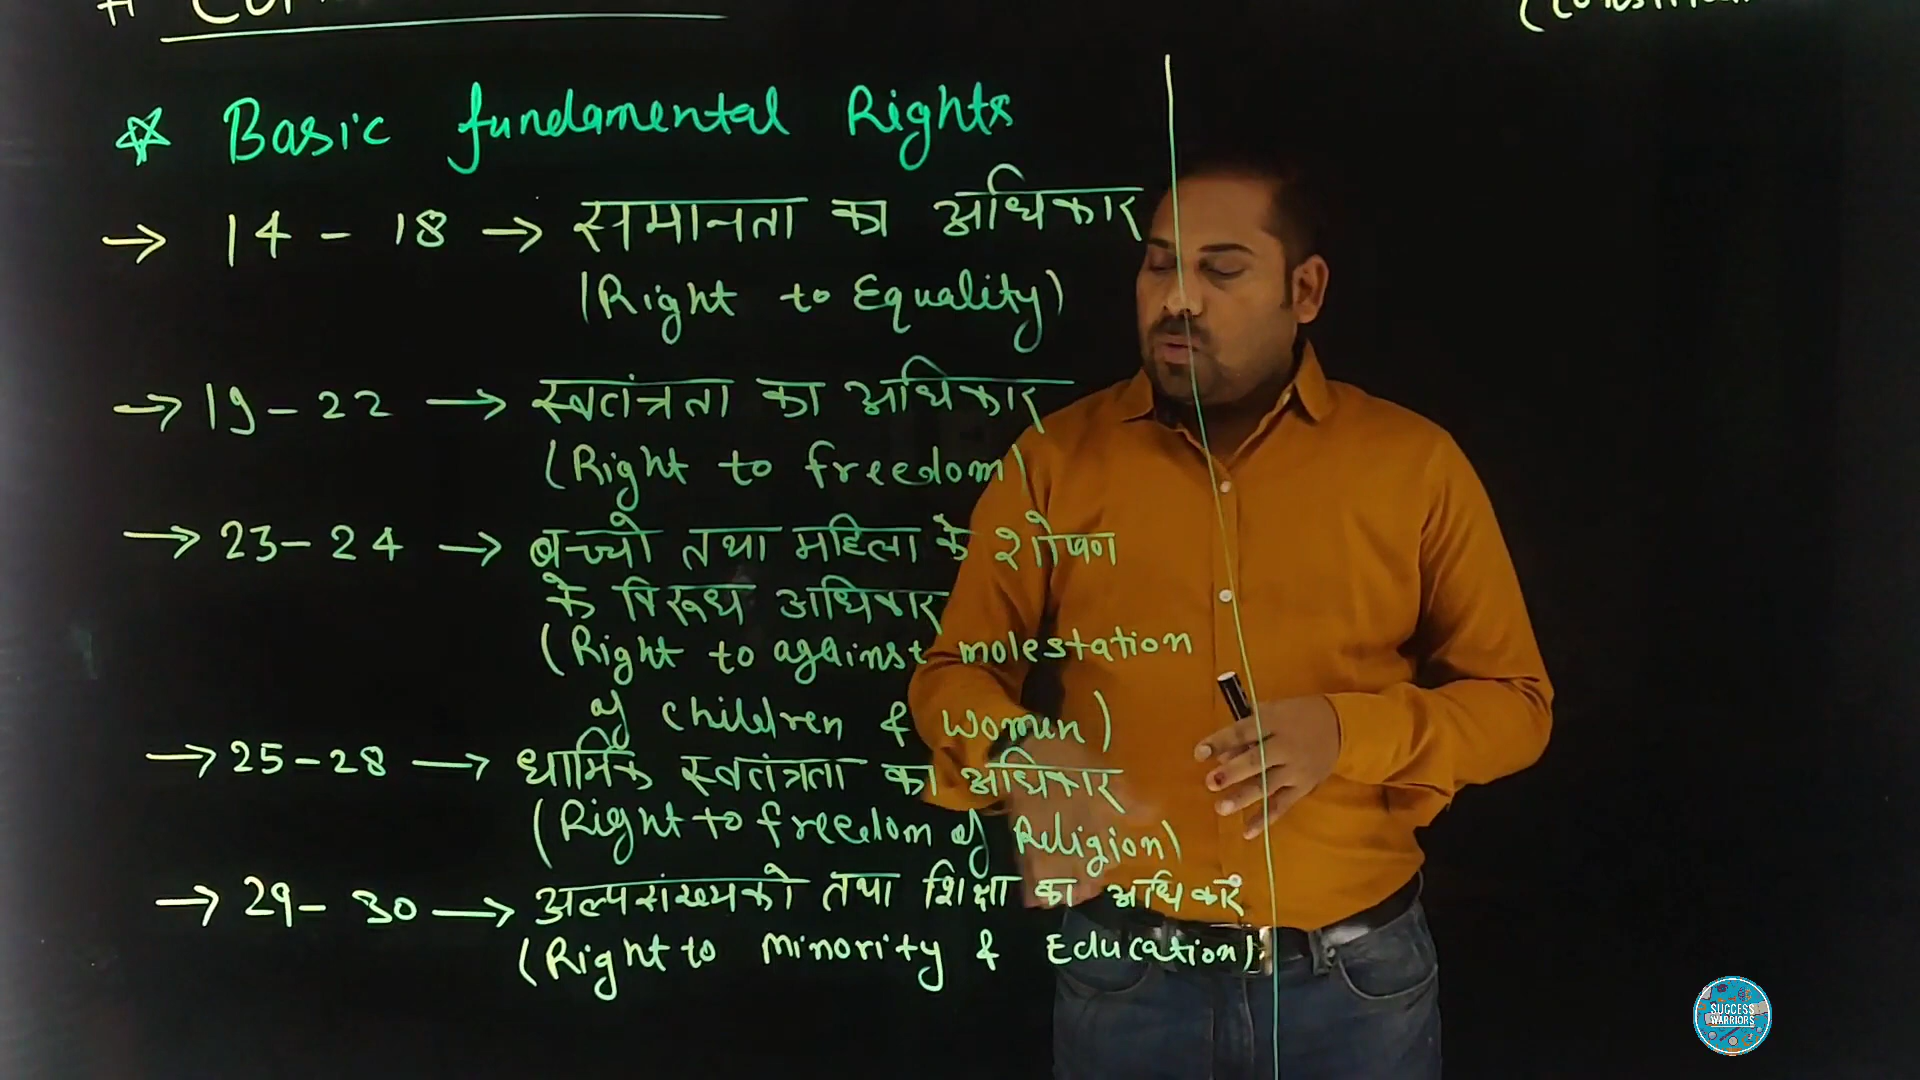 #
☆ Basic fundamental Rights
→ 14 - 18 → समानता का अधिकार
(Right to Equality)
→ 19 - 22 → स्वतंत्रता का अधिकार
(Right to freedom)
→ 23 - 24 → बच्चो तथा महिला के शोषण
के विरूध अधिकार
(Right to against molestation
of children & women)
→ 25 - 28 → धार्मिक स्वतंत्रता का अधिकार
(Right to freedom of Religion)
→ 29 - 30 → अल्पसंख्यको तथा शिक्षा का अधिकार
(Right to Minority & Education)
SUCCESS
WARRIORS